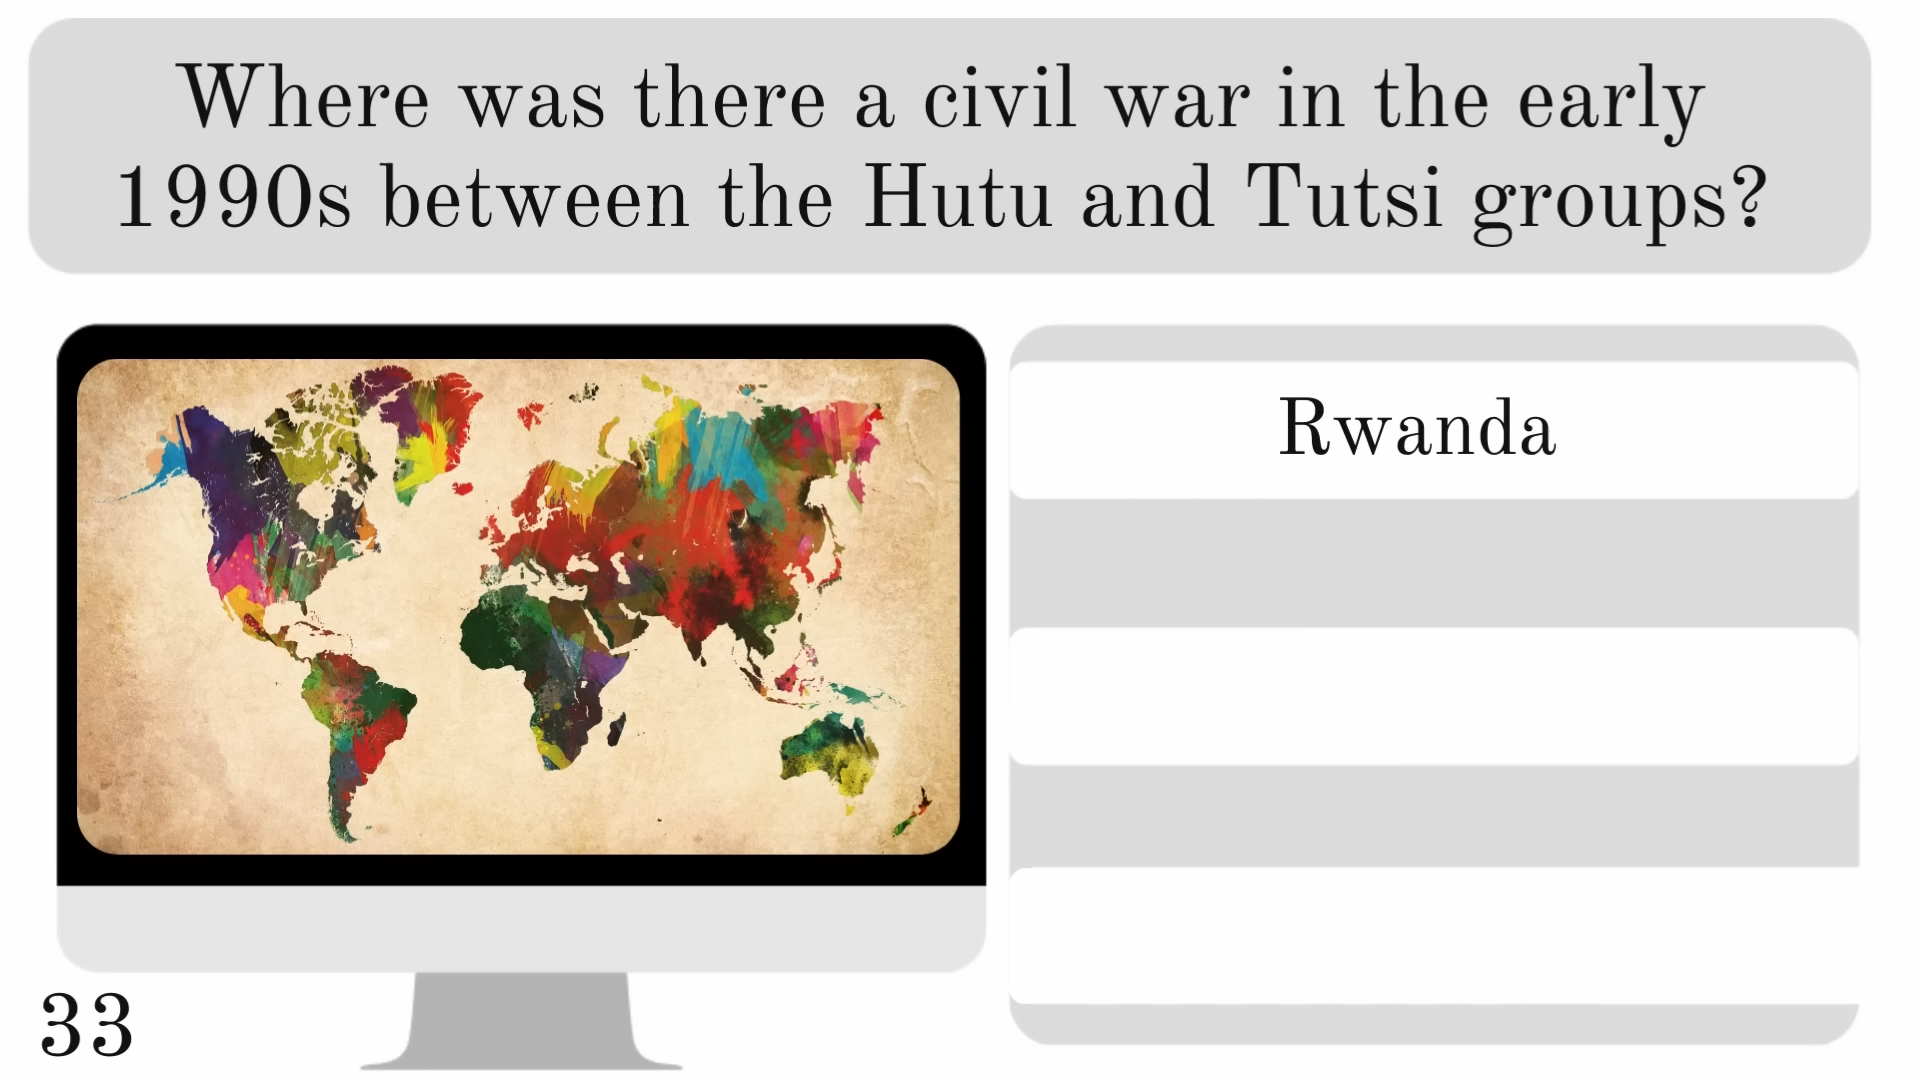 Where was there a civil war in the early
1990s between the Hutu and Tutsi groups?
Rwanda
33